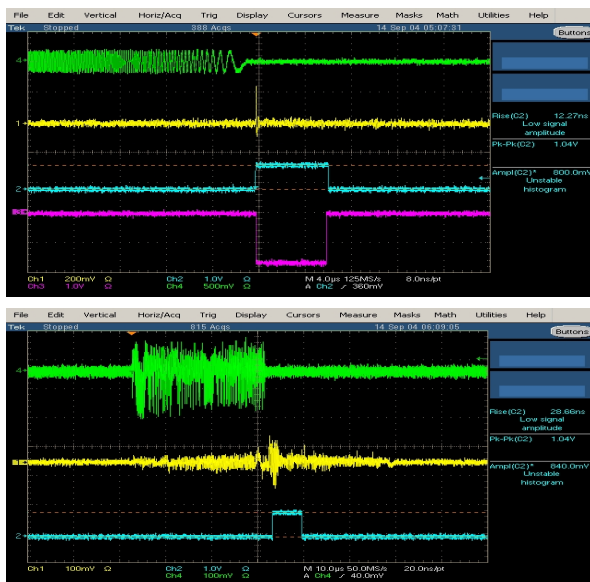 File Edit Vertical Horiz/Acq Trig Display Cursors Measure Masks Math Utilities Help
Tek Stopped 388 Acqs 14 Sep 04 05:07:31
Buttons
4
1
2
Rise(C2) 12.27ns
Low signal
amplitude
Pk-Pk(C2) 1.04V
Ampl(C2)* 800.0mV
Unstable
histogram
Ch1 200mV Ω Ch2 1.0V Ω M 4.0µs 125MS/s 8.0ns/pt
Ch3 1.0V Ω Ch4 500mV Ω A Ch2 ∕ 360mV
File Edit Vertical Horiz/Acq Trig Display Cursors Measure Masks Math Utilities Help
Tek Stopped 815 Acqs 14 Sep 04 06:09:05
Buttons
4
2
Rise(C2) 28.66ns
Low signal
amplitude
Pk-Pk(C2) 1.04V
Ampl(C2)* 840.0mV
Unstable
histogram
Ch1 100mV Ω Ch2 1.0V Ω M 10.0µs 50.0MS/s 20.0ns/pt
Ch4 100mV Ω A Ch4 ∕ 40.0mV